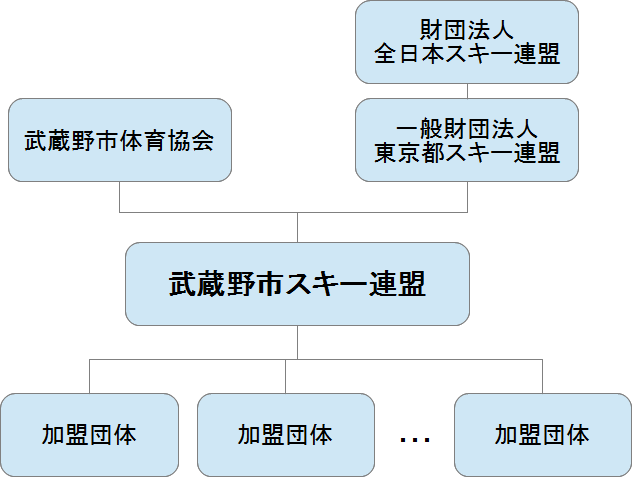 財団法人
全日本スキー連盟
武蔵野市体育協会
一般財団法人
東京都スキー連盟
武蔵野市スキー連盟
加盟団体
加盟団体
...
加盟団体